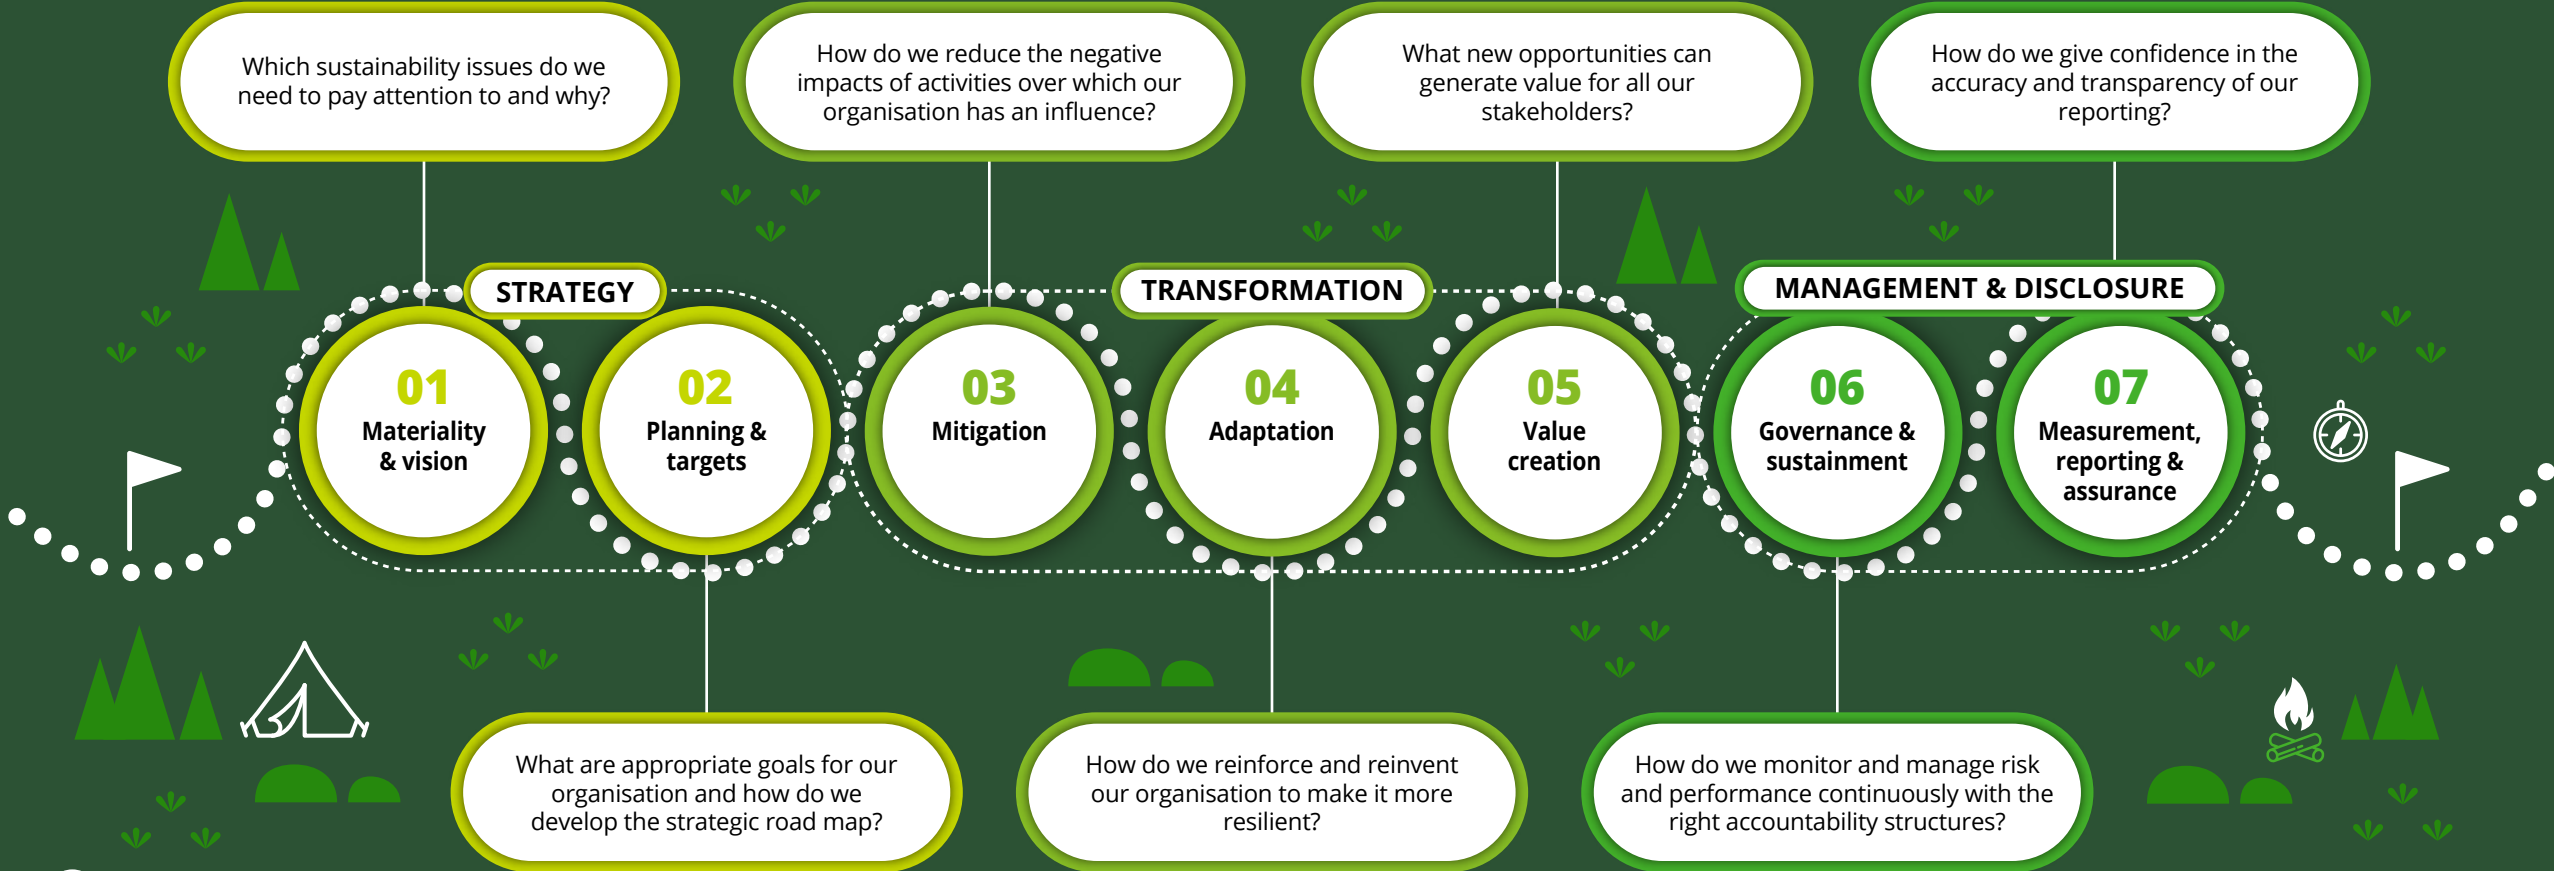 Which sustainability issues do we
need to pay attention to and why?
How do we reduce the negative
impacts of activities over which our
organisation has an influence?
What new opportunities can
generate value for all our
stakeholders?
How do we give confidence in the
accuracy and transparency of our
reporting?
STRATEGY
TRANSFORMATION
MANAGEMENT & DISCLOSURE
01
Materiality
& vision
02
Planning &
targets
03
Mitigation
04
Adaptation
05
Value
creation
06
Governance &
sustainment
07
Measurement,
reporting &
assurance
What are appropriate goals for our
organisation and how do we
develop the strategic road map?
How do we reinforce and reinvent
our organisation to make it more
resilient?
How do we monitor and manage risk
and performance continuously with the
right accountability structures?